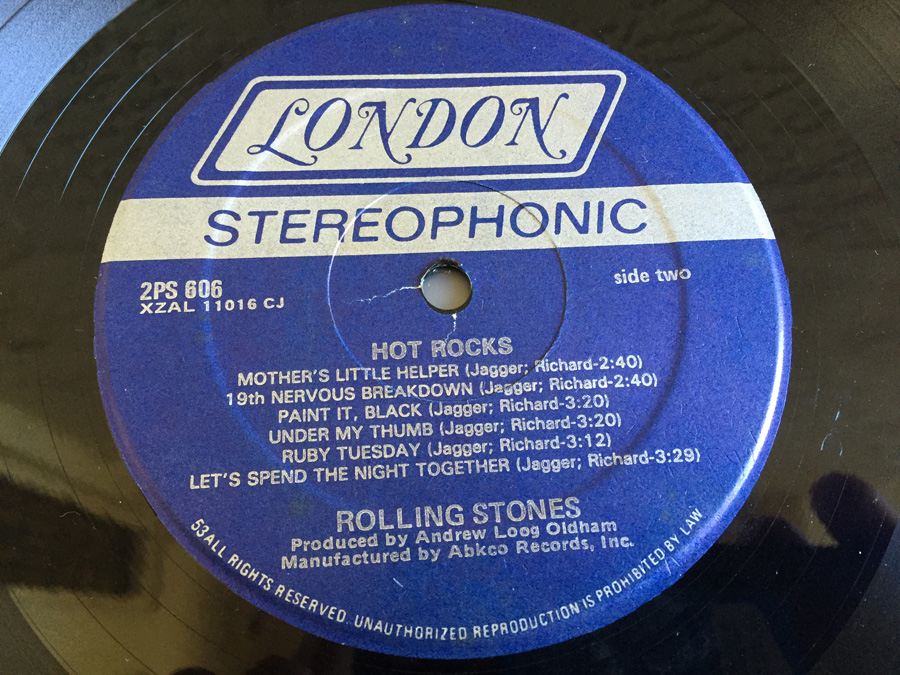 LONDON
STEREOPHONIC
2PS 606
side two
XZAL 11016 CJ
HOT ROCKS
MOTHER'S LITTLE HELPER (Jagger; Richard-2:40)
19th NERVOUS BREAKDOWN (Jagger; Richard-2:40)
PAINT IT, BLACK (Jagger; Richard-3:20)
UNDER MY THUMB (Jagger; Richard-3:20)
RUBY TUESDAY (Jagger; Richard-3:12)
LET'S SPEND THE NIGHT TOGETHER (Jagger; Richard-3:29)
ROLLING STONES
Produced by Andrew Loog Oldham
Manufactured by Abkco Records, Inc.
53ALL RIGHTS RESERVED. UNAUTHORIZED REPRODUCTION IS PROHIBITED BY LAW